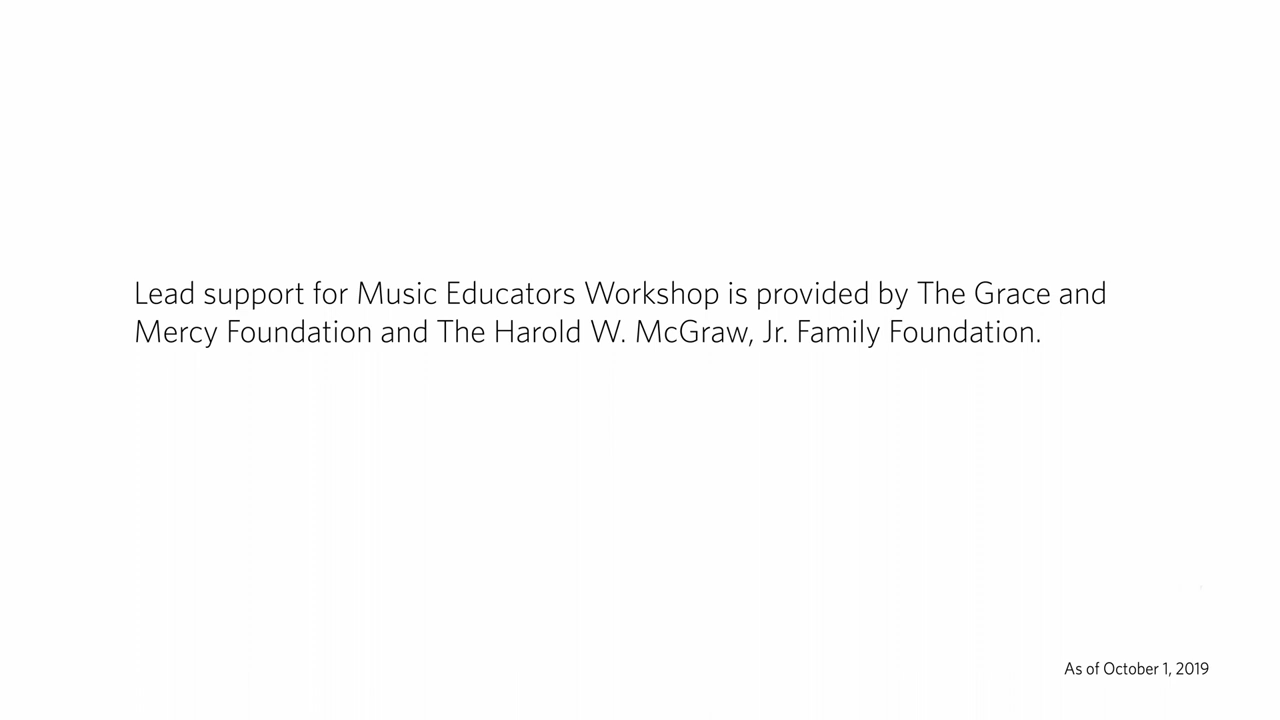 Lead support for Music Educators Workshop is provided by The Grace and
Mercy Foundation and The Harold W. McGraw, Jr. Family Foundation.
As of October 1, 2019